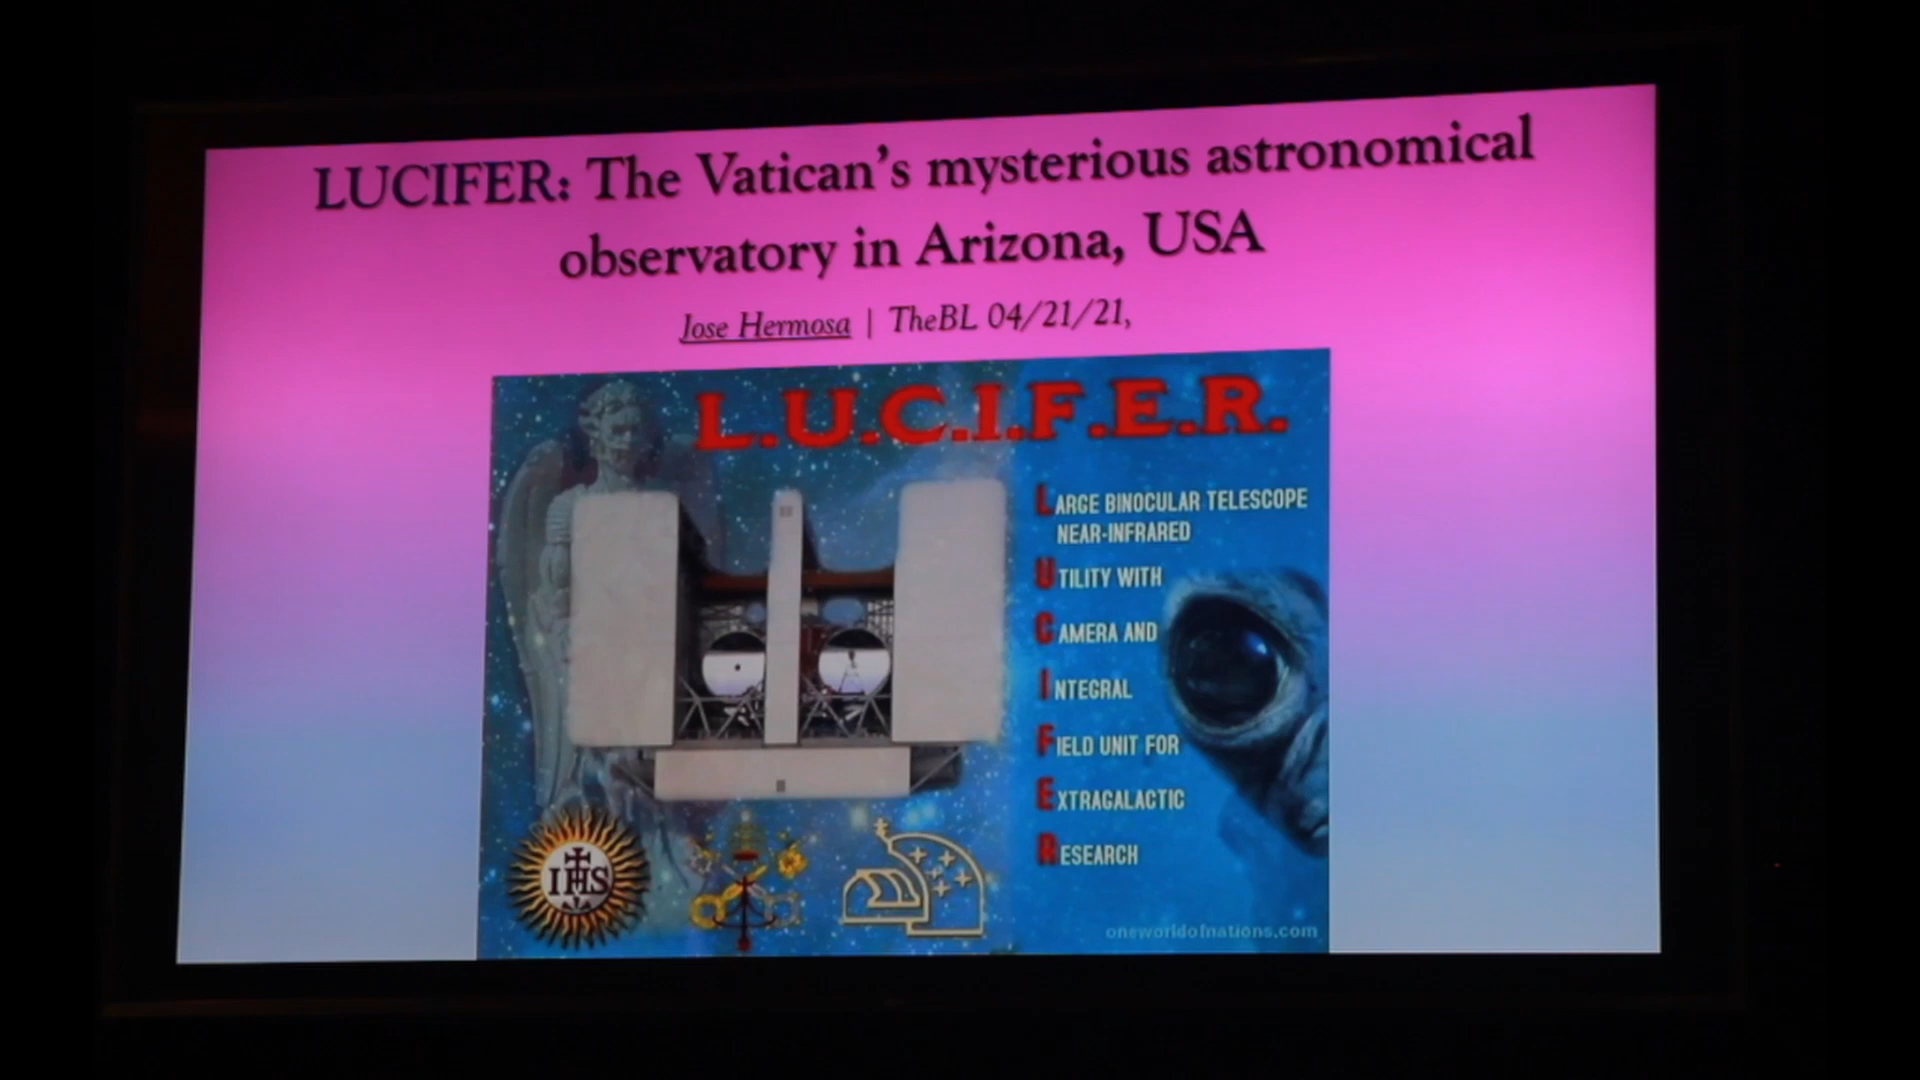 LUCIFER: The Vatican's mysterious astronomical
observatory in Arizona, USA
Jose Hermosa | TheBL 04/21/21,
L.U.C.I.F.E.R.
LARGE BINOCULAR TELESCOPE
NEAR-INFRARED
UTILITY WITH
CAMERA AND
INTEGRAL
FIELD UNIT FOR
EXTRAGALACTIC
RESEARCH
IHS
oneworldofnations.com